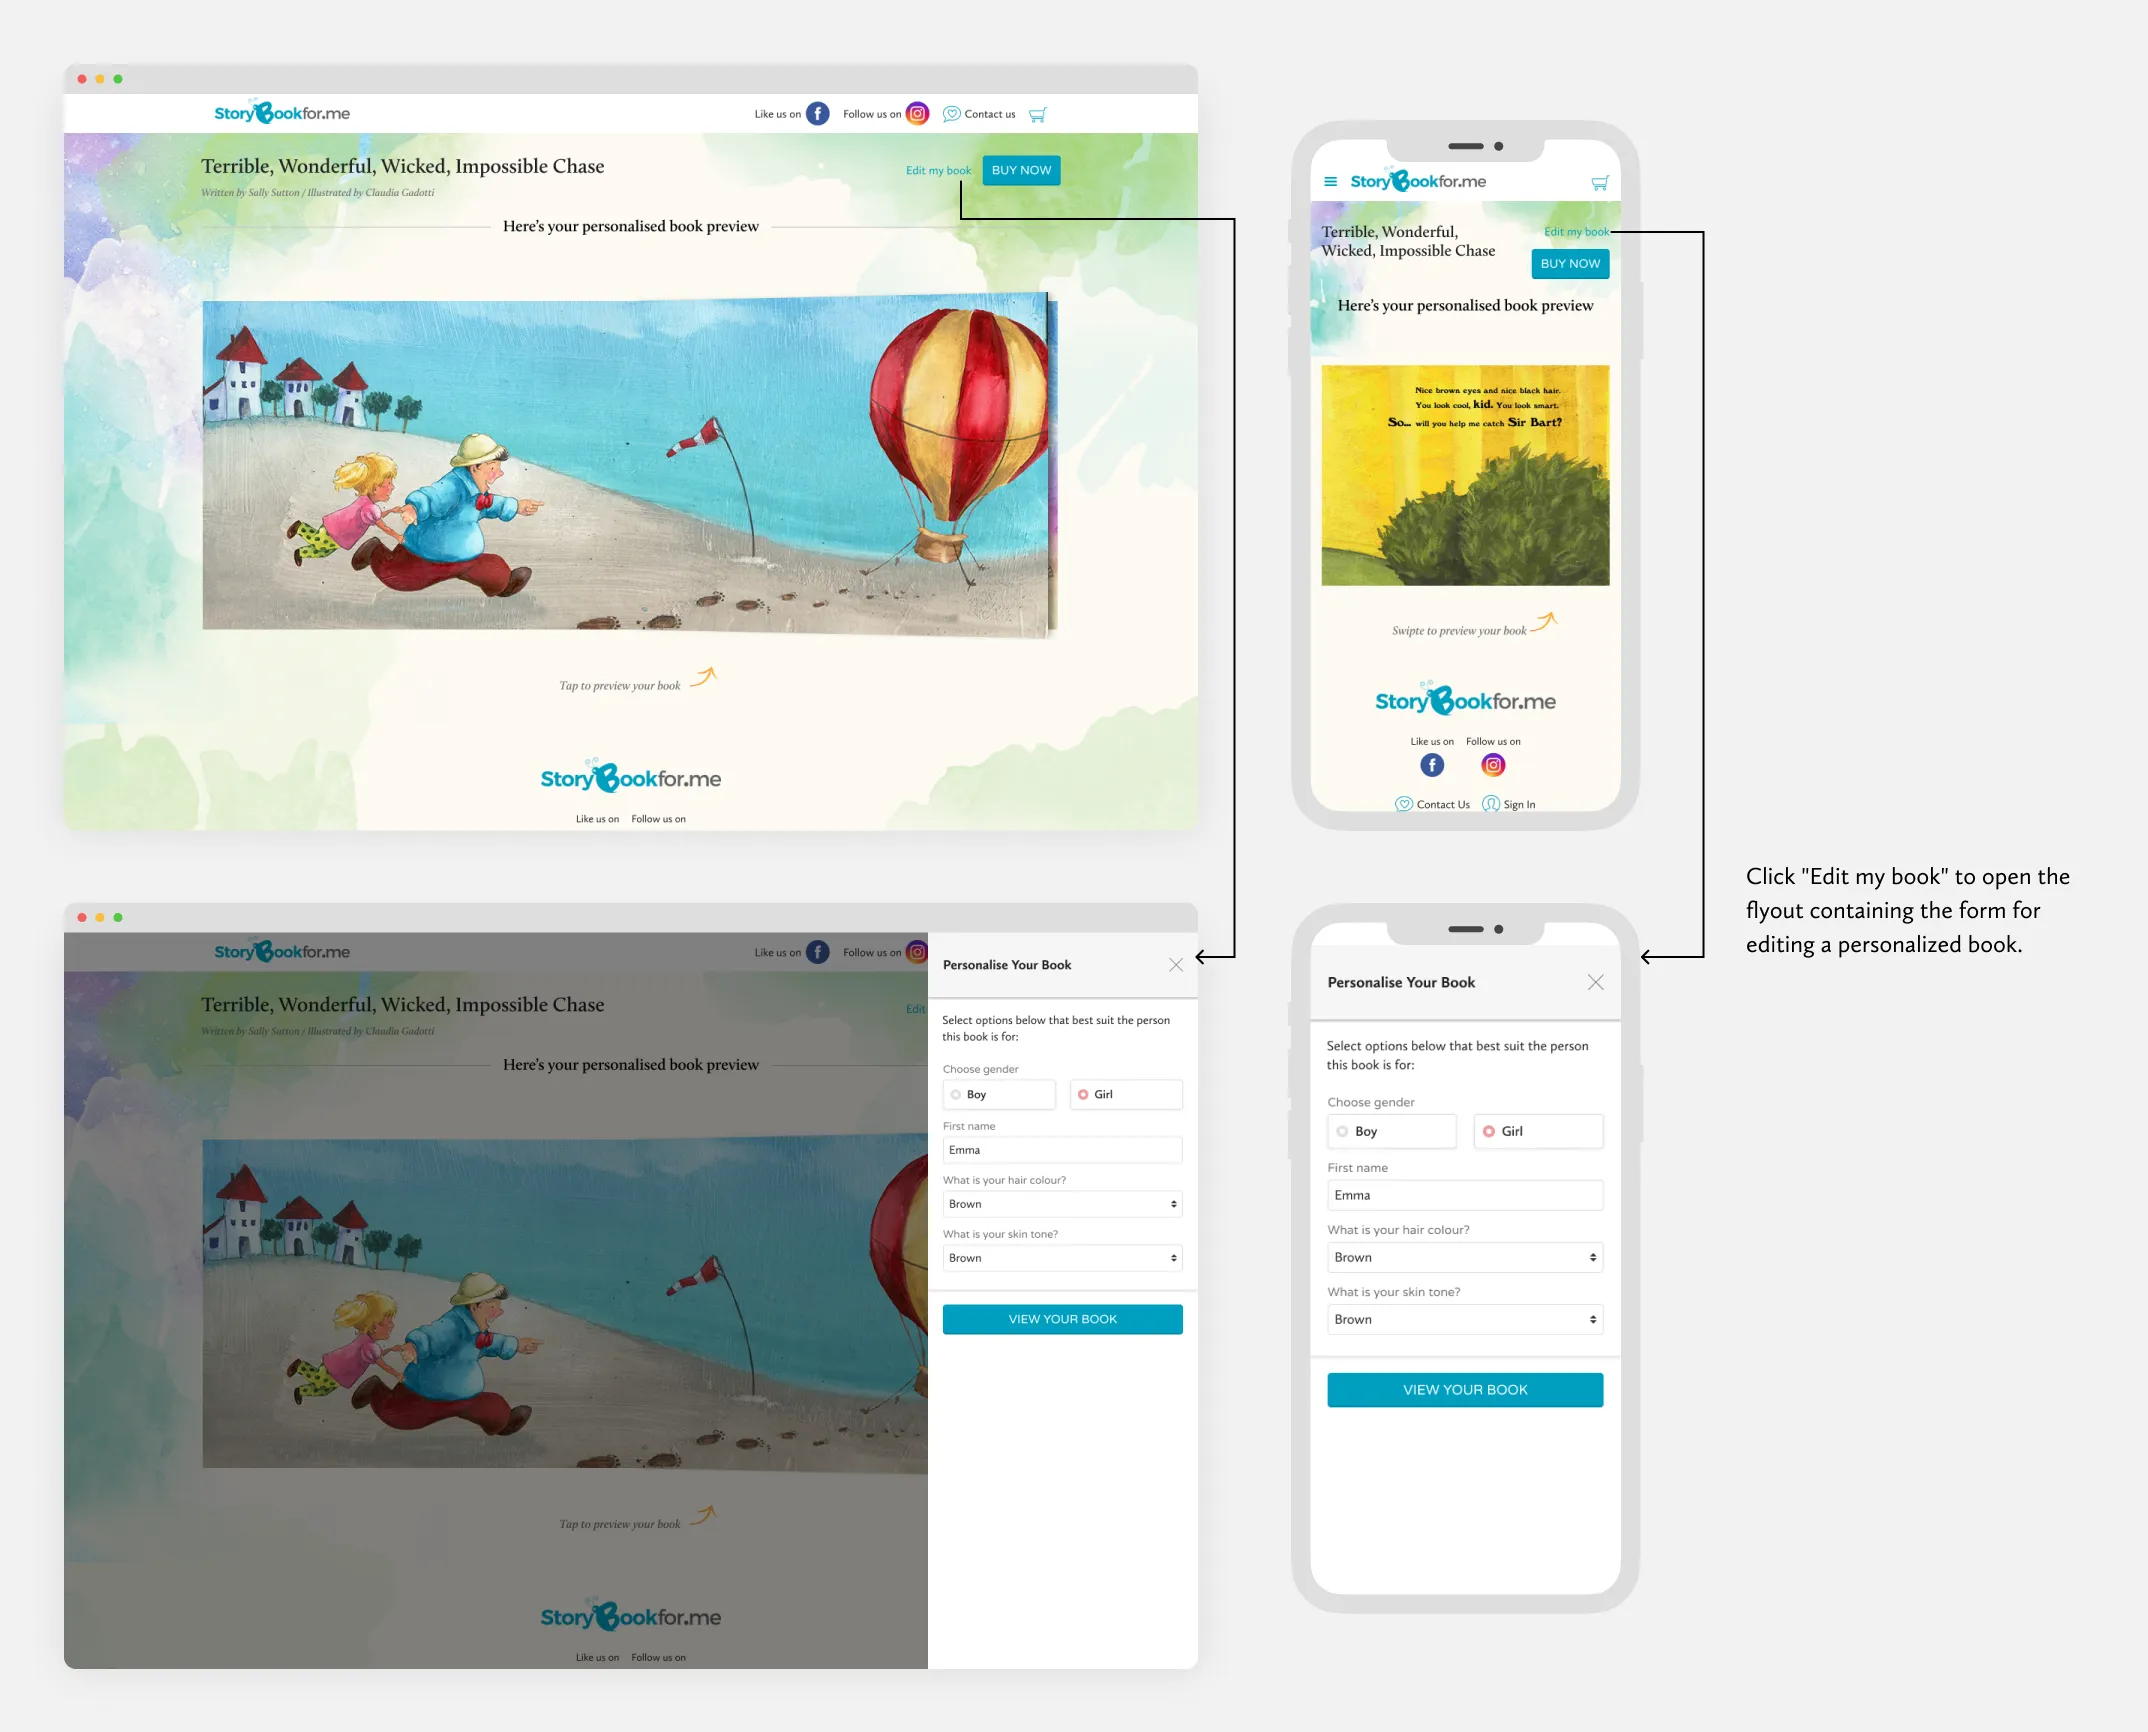 StoryBookfor.me
Like us on
Follow us on
Contact us
Terrible, Wonderful, Wicked, Impossible Chase
Written by Sally Sutton / Illustrated by Claudia Gadotti
Edit my book
BUY NOW
Here's your personalised book preview
Tap to preview your book
StoryBookfor.me
Like us on
Follow us on
StoryBookfor.me
Terrible, Wonderful,
Wicked, Impossible Chase
Edit my book
BUY NOW
Here's your personalised book preview
Nice brown eyes and nice black hair.
You look cool, kid. You look smart.
So... will you help me catch Sir Bart?
Swipte to preview your book
StoryBookfor.me
Like us on
Follow us on
Contact Us
Sign In
Click "Edit my book" to open the
flyout containing the form for
editing a personalized book.
StoryBookfor.me
Like us on
Follow us on
Terrible, Wonderful, Wicked, Impossible Chase
Written by Sally Sutton / Illustrated by Claudia Gadotti
Edit
Here's your personalised book preview
Tap to preview your book
StoryBookfor.me
Like us on
Follow us on
Personalise Your Book
Select options below that best suit the person
this book is for:
Choose gender
Boy
Girl
First name
Emma
What is your hair colour?
Brown
What is your skin tone?
Brown
VIEW YOUR BOOK
Personalise Your Book
Select options below that best suit the person
this book is for:
Choose gender
Boy
Girl
First name
Emma
What is your hair colour?
Brown
What is your skin tone?
Brown
VIEW YOUR BOOK